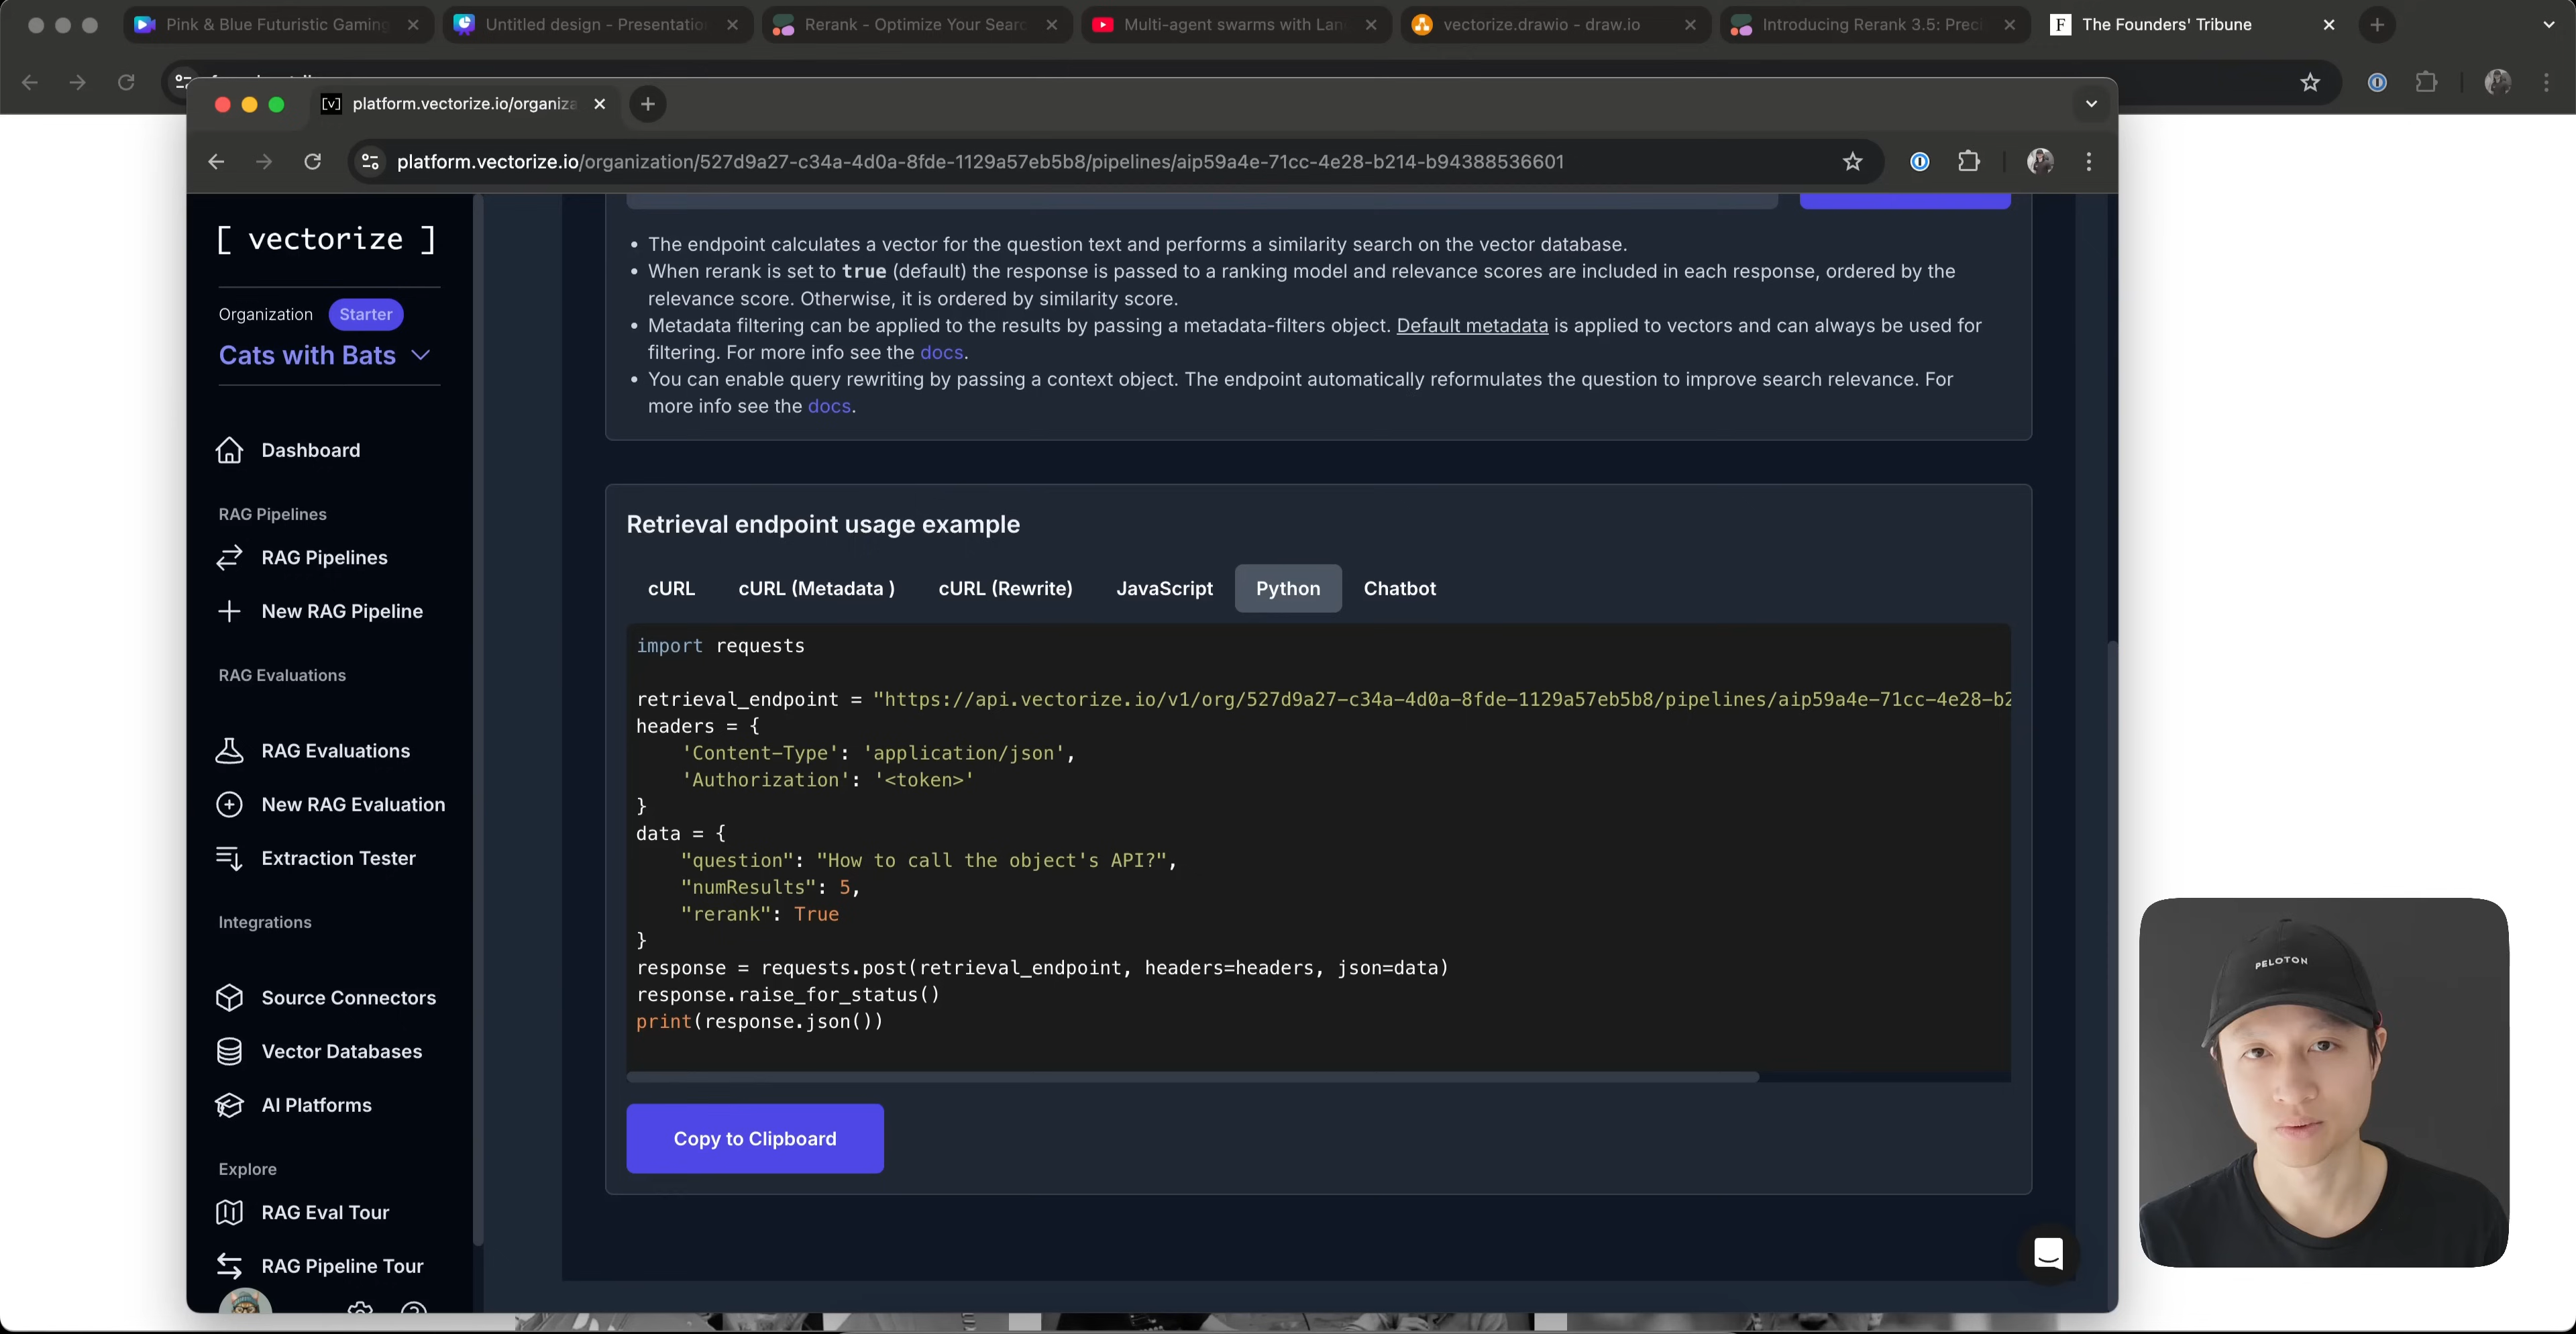 Pink & Blue Futuristic Gaming
Untitled design - Presentation
Rerank - Optimize Your Searc
Multi-agent swarms with Lan
vectorize.drawio - draw.io
Introducing Rerank 3.5: Preci
F The Founders' Tribune
[v] platform.vectorize.io/organiza
platform.vectorize.io/organization/527d9a27-c34a-4d0a-8fde-1129a57eb5b8/pipelines/aip59a4e-71cc-4e28-b214-b94388536601
[ vectorize ]
Organization Starter
Cats with Bats
Dashboard
RAG Pipelines
RAG Pipelines
New RAG Pipeline
RAG Evaluations
RAG Evaluations
New RAG Evaluation
Extraction Tester
Integrations
Source Connectors
Vector Databases
AI Platforms
Explore
RAG Eval Tour
RAG Pipeline Tour
• The endpoint calculates a vector for the question text and performs a similarity search on the vector database.
• When rerank is set to true (default) the response is passed to a ranking model and relevance scores are included in each response, ordered by the
relevance score. Otherwise, it is ordered by similarity score.
• Metadata filtering can be applied to the results by passing a metadata-filters object. Default metadata is applied to vectors and can always be used for
filtering. For more info see the docs.
• You can enable query rewriting by passing a context object. The endpoint automatically reformulates the question to improve search relevance. For
more info see the docs.
Retrieval endpoint usage example
cURL cURL (Metadata ) cURL (Rewrite) JavaScript Python Chatbot
import requests
retrieval_endpoint = "https://api.vectorize.io/v1/org/527d9a27-c34a-4d0a-8fde-1129a57eb5b8/pipelines/aip59a4e-71cc-4e28-b2
headers = {
'Content-Type': 'application/json',
'Authorization': '<token>'
}
data = {
"question": "How to call the object's API?",
"numResults": 5,
"rerank": True
}
response = requests.post(retrieval_endpoint, headers=headers, json=data)
response.raise_for_status()
print(response.json())
Copy to Clipboard
PELOTON